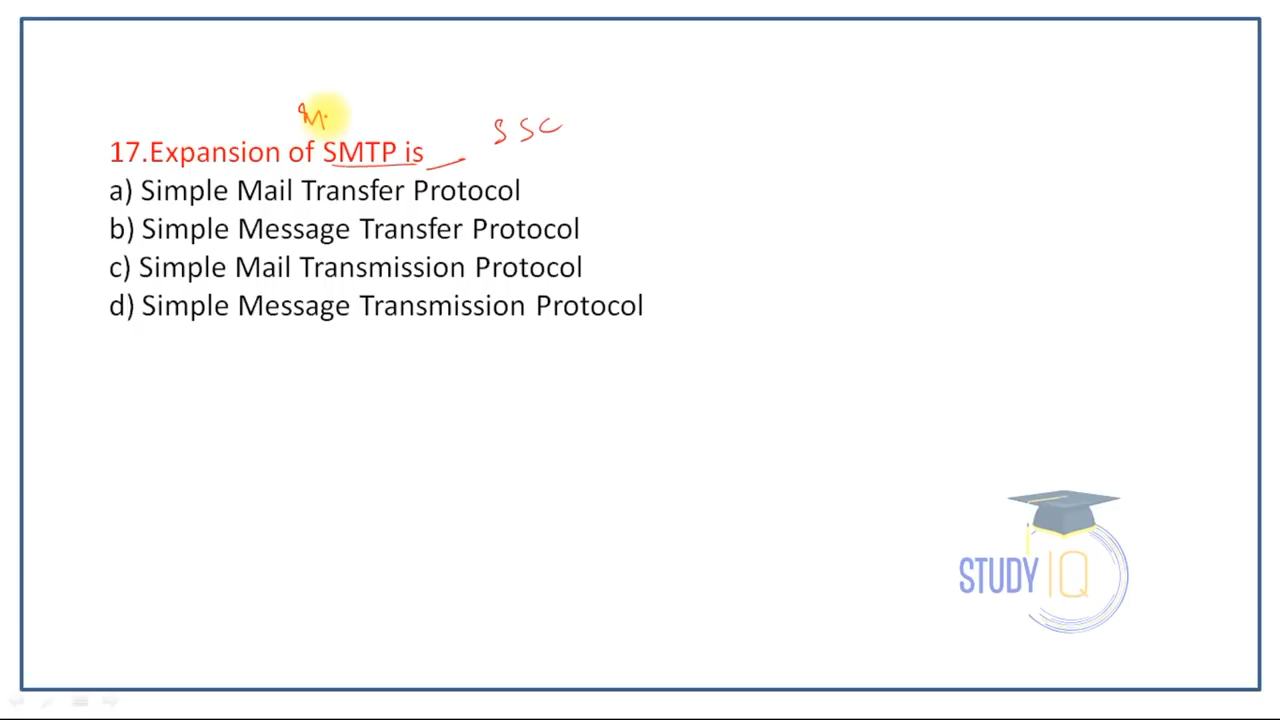 SSC
17.Expansion of SMTP is
a) Simple Mail Transfer Protocol
b) Simple Message Transfer Protocol
c) Simple Mail Transmission Protocol
d) Simple Message Transmission Protocol
STUDY IQ